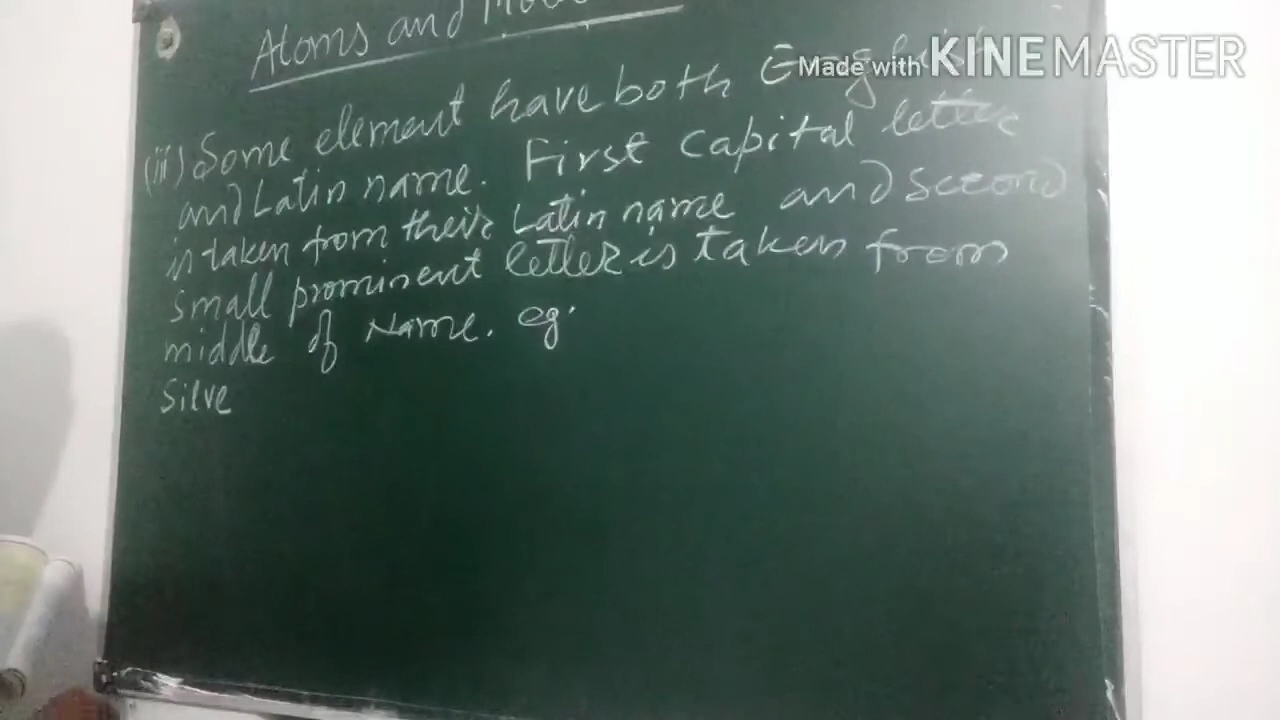 Atoms and
Made with KINEMASTER
(iii) Some element have both
and Latin name. First capital letter
is taken from their Latin name and second
small prominent letter is taken from
middle of Name. eg.
Silve